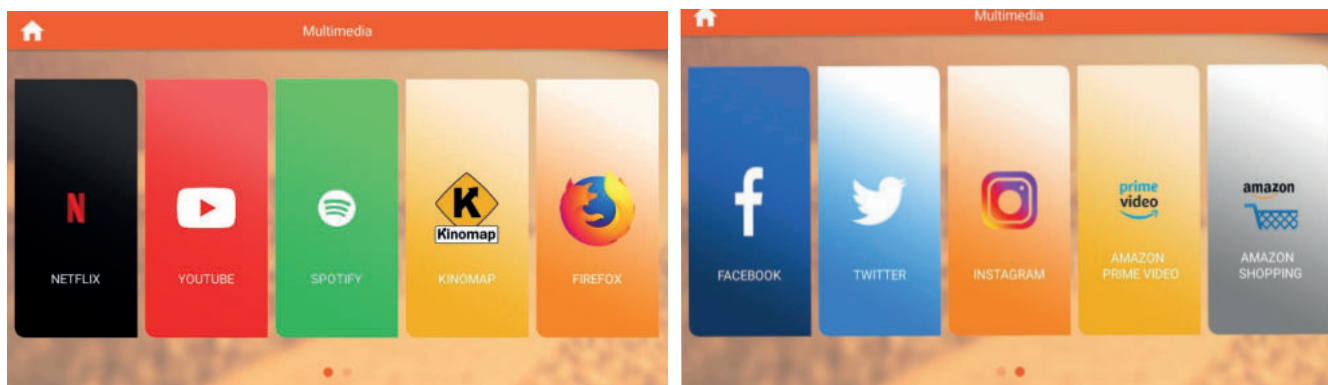 Multimedia
N
K
Kinomap
NETFLIX
YOUTUBE
SPOTIFY
KINOMAP
FIREFOX
Multimedia
f
prime
video
amazon
FACEBOOK
TWITTER
INSTAGRAM
AMAZON
PRIME VIDEO
AMAZON
SHOPPING